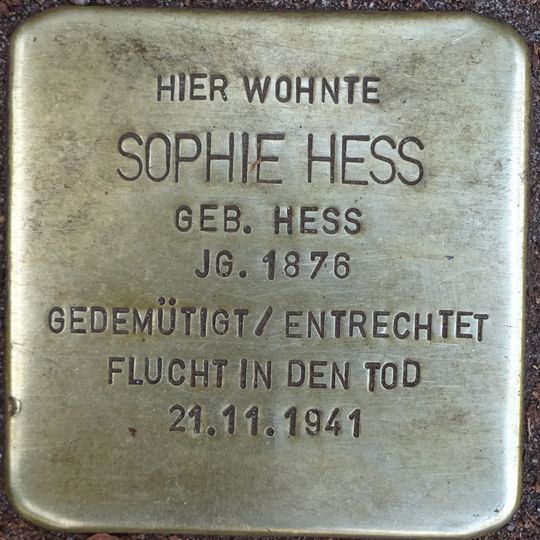 HIER WOHNTE
SOPHIE HESS
GEB. HESS
JG. 1876
GEDEMÜTIGT / ENTRECHTET
FLUCHT IN DEN TOD
21.11.1941